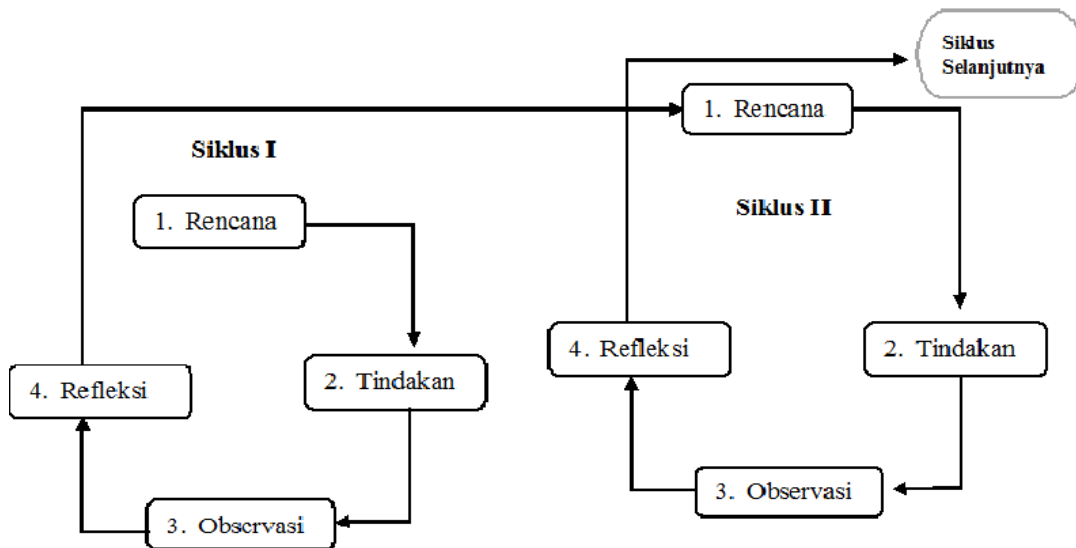 Siklus
Selanjutnya
1. Rencana
Siklus I
1. Rencana
Siklus II
4. Refleksi
2. Tindakan
4. Refleksi
2. Tindakan
3. Observasi
3. Observasi